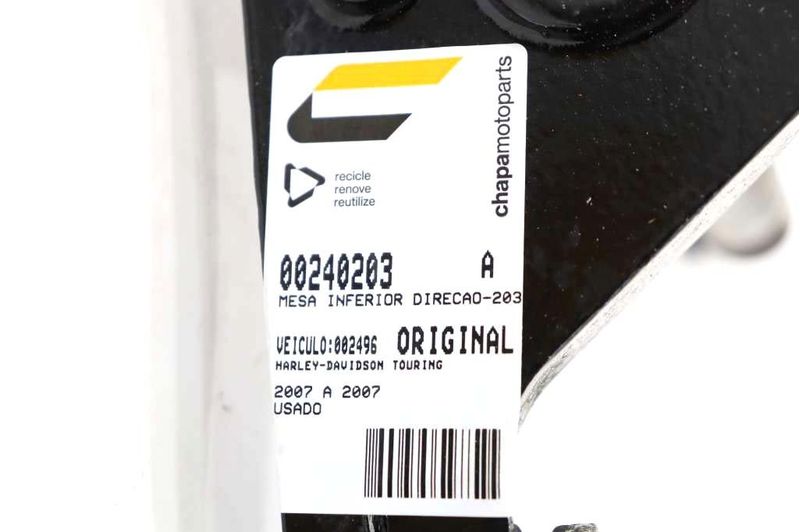 chapamotoparts
recicle
renove
reutilize
00240203 A
MESA INFERIOR DIRECAO-203
VEICULO:002496 ORIGINAL
HARLEY-DAVIDSON TOURING
2007 A 2007
USADO